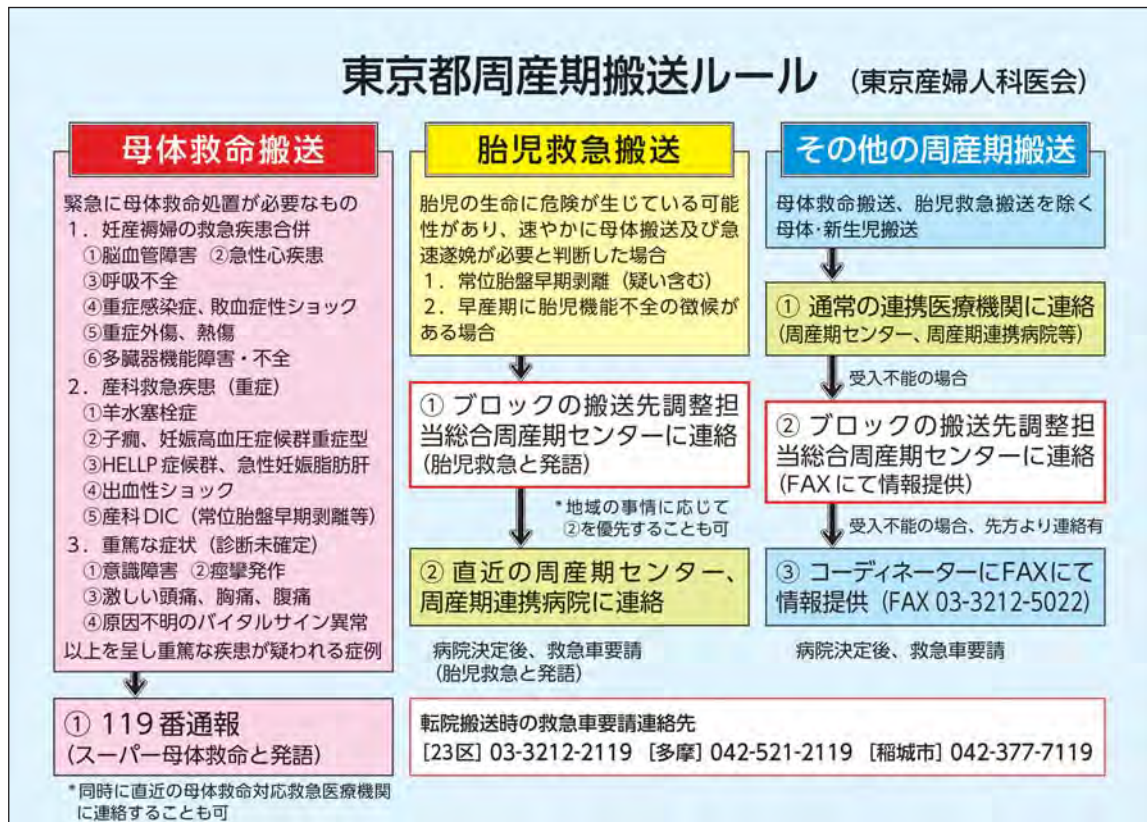 東京都周産期搬送ルール (東京産婦人科医会)
母体救命搬送
緊急に母体救命処置が必要なもの
1．妊産褥婦の救急疾患合併
①脳血管障害 ②急性心疾患
③呼吸不全
④重症感染症、敗血症性ショック
⑤重症外傷、熱傷
⑥多臓器機能障害・不全
2．産科救急疾患（重症）
①羊水塞栓症
②子癇、妊娠高血圧症候群重症型
③HELLP症候群、急性妊娠脂肪肝
④出血性ショック
⑤産科DIC（常位胎盤早期剥離等）
3．重篤な症状（診断未確定）
①意識障害 ②痙攣発作
③激しい頭痛、胸痛、腹痛
④原因不明のバイタルサイン異常
以上を呈し重篤な疾患が疑われる症例
① 119番通報
(スーパー母体救命と発語)
*同時に直近の母体救命対応救急医療機関
に連絡することも可
胎児救急搬送
胎児の生命に危険が生じている可能
性があり、速やかに母体搬送及び急
速遂娩が必要と判断した場合
1．常位胎盤早期剥離（疑い含む）
2．早産期に胎児機能不全の徴候が
ある場合
① ブロックの搬送先調整担
当総合周産期センターに連絡
(胎児救急と発語)
*地域の事情に応じて
②を優先することも可
② 直近の周産期センター、
周産期連携病院に連絡
病院決定後、救急車要請
(胎児救急と発語)
その他の周産期搬送
母体救命搬送、胎児救急搬送を除く
母体・新生児搬送
① 通常の連携医療機関に連絡
(周産期センター、周産期連携病院等)
受入不能の場合
② ブロックの搬送先調整担
当総合周産期センターに連絡
(FAXにて情報提供)
受入不能の場合、先方より連絡有
③ コーディネーターにFAXにて
情報提供 (FAX 03-3212-5022)
病院決定後、救急車要請
転院搬送時の救急車要請連絡先
[23区] 03-3212-2119 [多摩] 042-521-2119 [稲城市] 042-377-7119